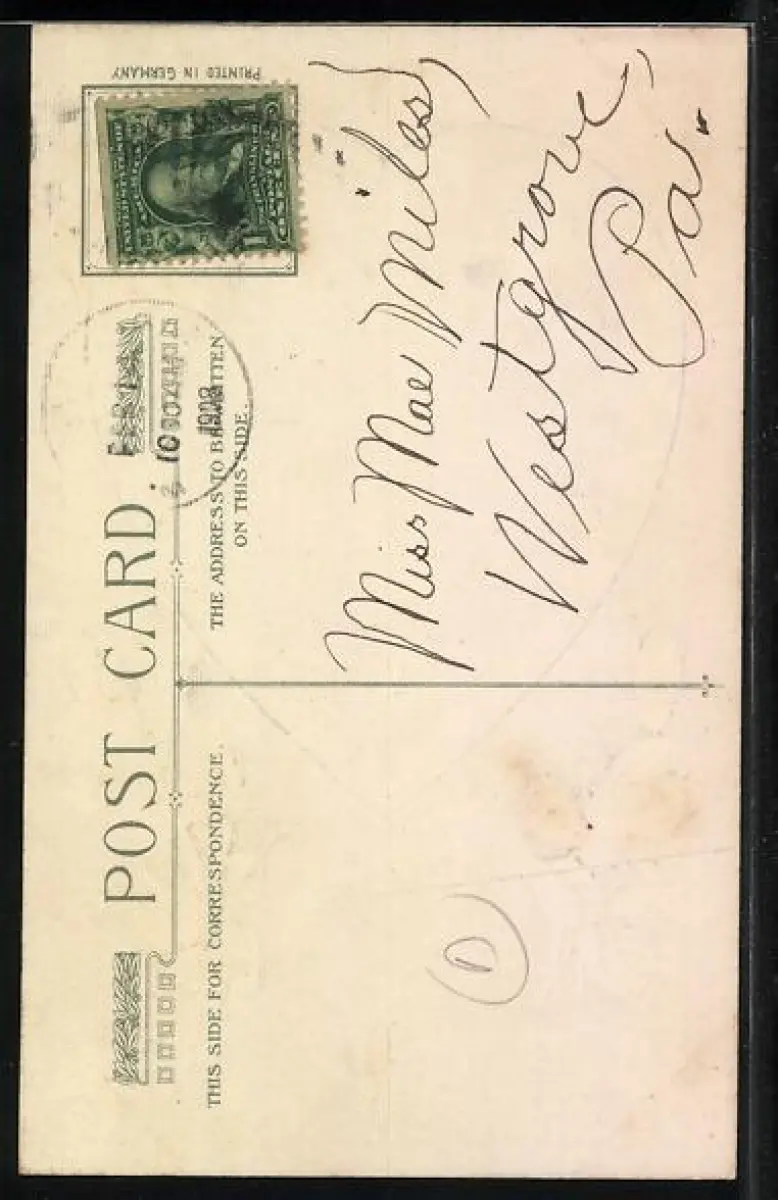 PRINTED IN GERMANY
POST CARD.
THIS SIDE FOR CORRESPONDENCE.
THE ADDRESS TO BE WRITTEN
ON THIS SIDE.
1908
Miss Mae Miles,
Westgrove,
Pa.